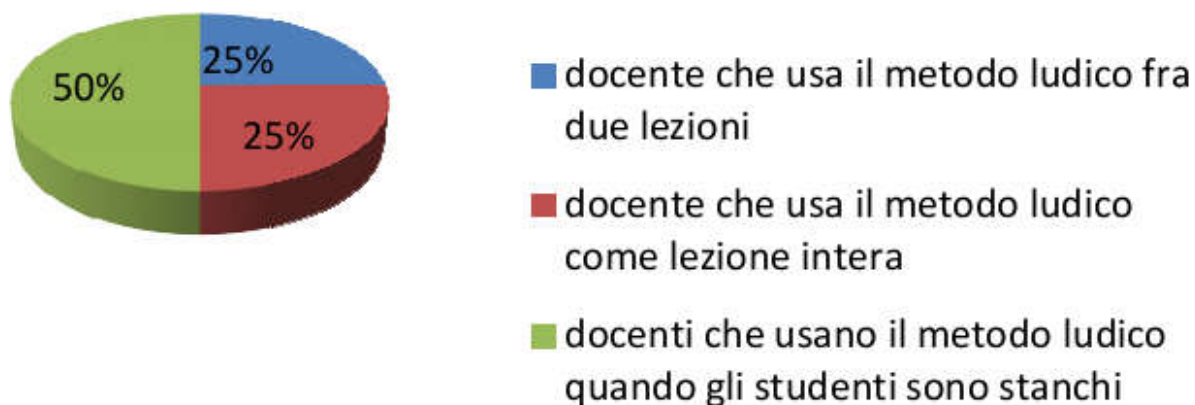 25%
50%
25%
docente che usa il metodo ludico fra
due lezioni
docente che usa il metodo ludico
come lezione intera
docenti che usano il metodo ludico
quando gli studenti sono stanchi